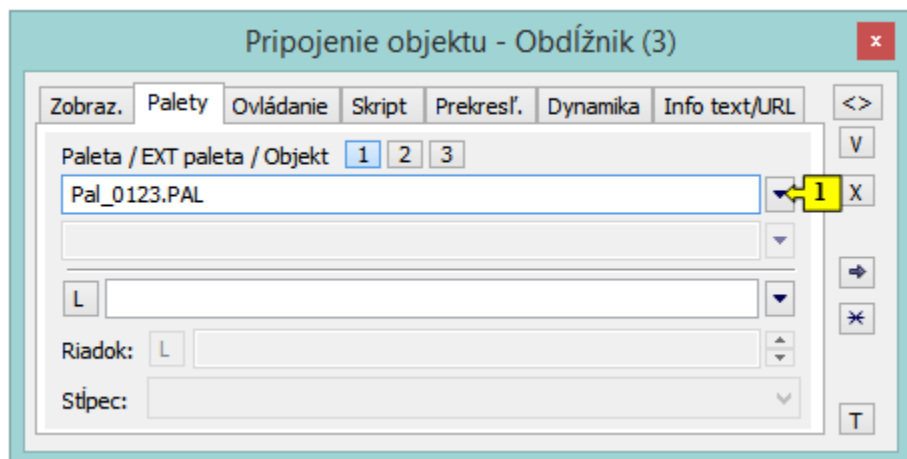 Pripojenie objektu - Obdĺžnik (3)
x
Zobraz. Palety Ovládanie Skript Prekresľ. Dynamika Info text/URL <>
Paleta / EXT paleta / Objekt 1 2 3 V
Pal_0123.PAL 1 X
L
Riadok: L
Stĺpec:
T